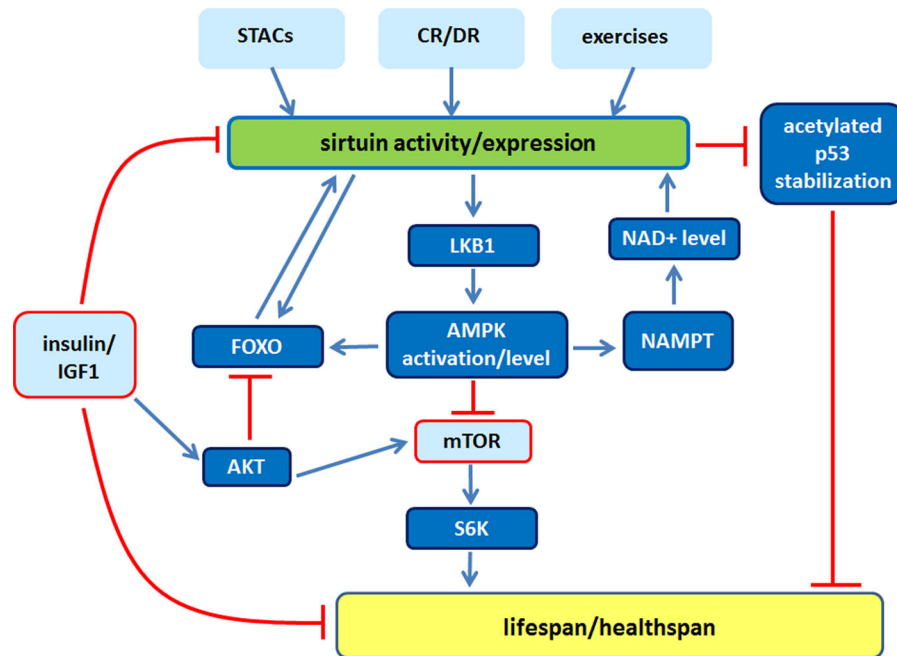 STACs
CR/DR
exercises
sirtuin activity/expression
acetylated
p53
stabilization
LKB1
NAD+ level
insulin/
IGF1
FOXO
AMPK
activation/level
NAMPT
mTOR
AKT
S6K
lifespan/healthspan